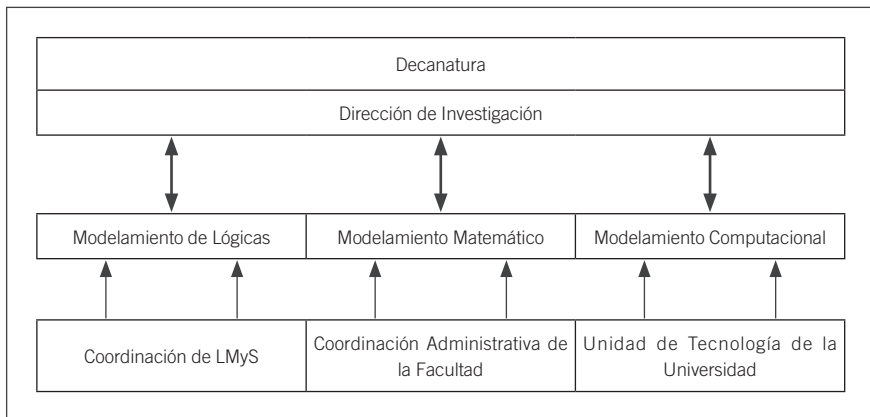 Decanatura
Dirección de Investigación
Modelamiento de Lógicas
Modelamiento Matemático
Modelamiento Computacional
Coordinación de LMyS
Coordinación Administrativa de
la Facultad
Unidad de Tecnología de la
Universidad